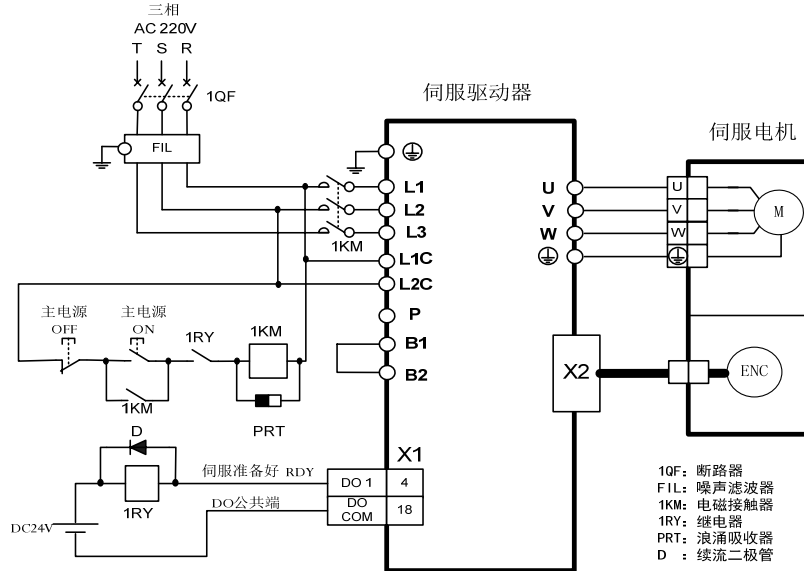 三相
AC 220V
T S R
1QF
FIL
伺服驱动器
伺服电机
L1
L2
L3
1KM
L1C
L2C
P
B1
B2
U
V
W
U
V
W
M
主电源
OFF
主电源
ON
1RY
1KM
1KM
PRT
X2
ENC
D
1RY
DC24V
伺服准备好 RDY
DO公共端
X1
DO 1 4
DO
COM 18
1QF：断路器
FIL：噪声滤波器
1KM：电磁接触器
1RY：继电器
PRT：浪涌吸收器
D ：续流二极管